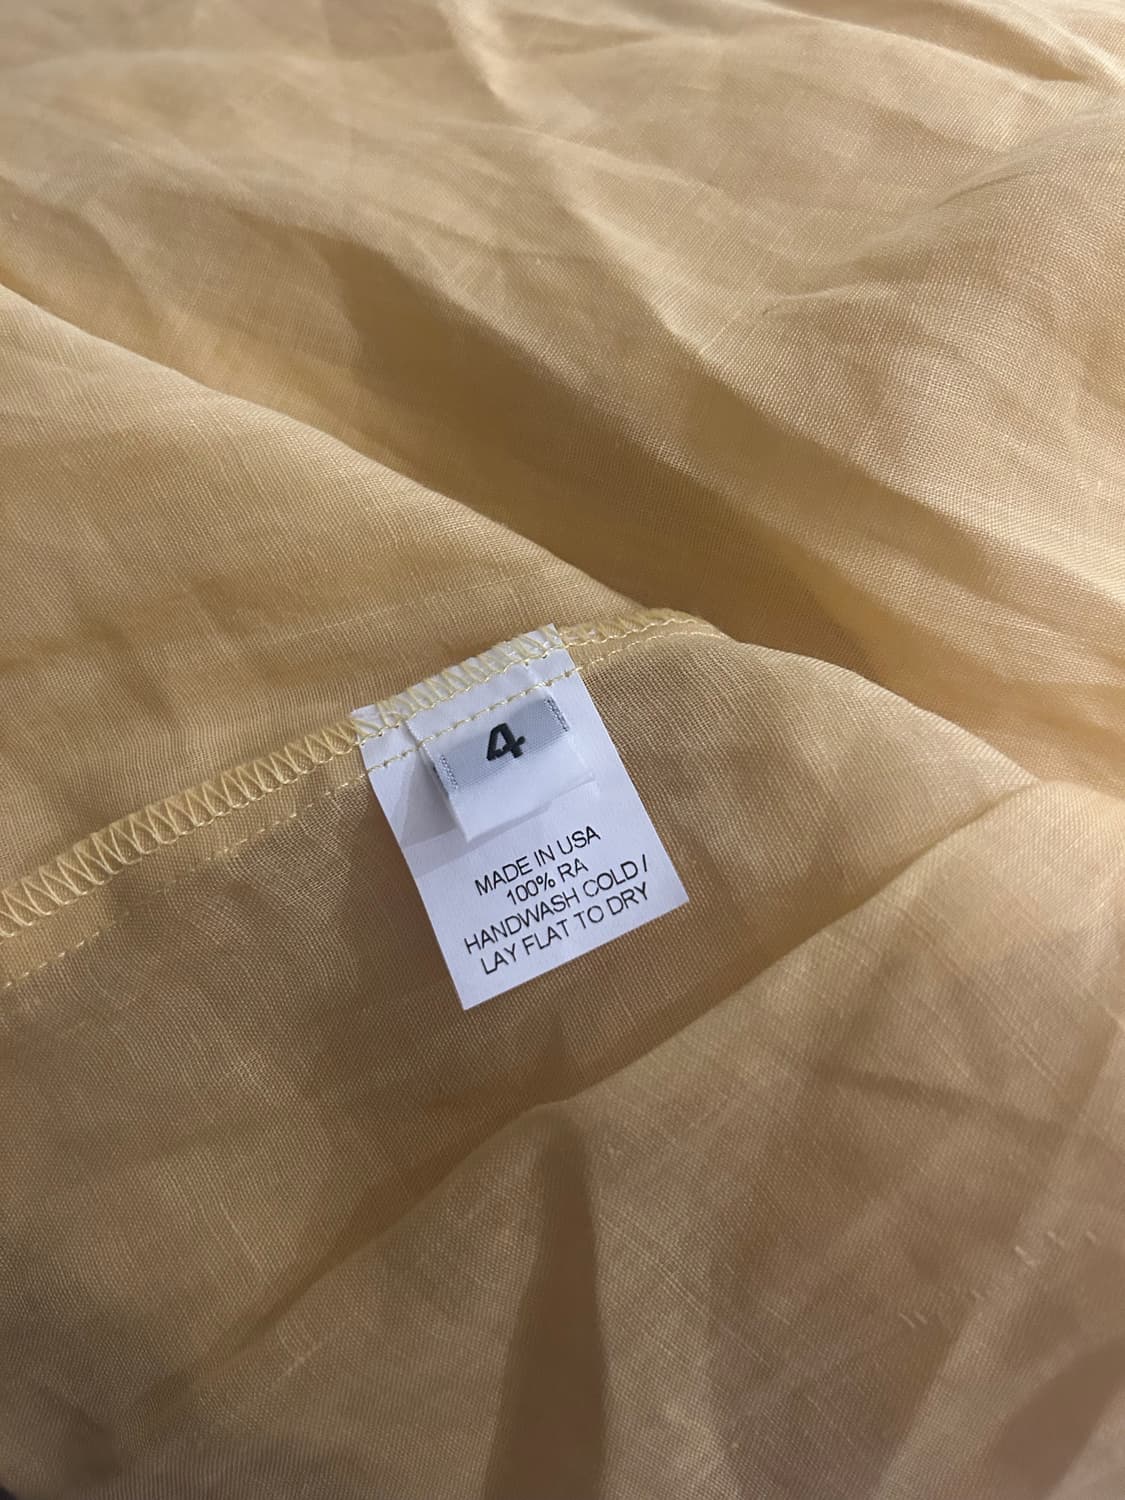 4
MADE IN USA
100% RA
HANDWASH COLD /
LAY FLAT TO DRY